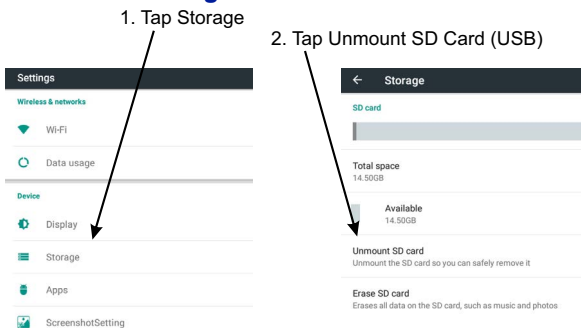 1. Tap Storage
2. Tap Unmount SD Card (USB)
Settings
Wireless & networks
Wi-Fi
Data usage
Device
Display
Storage
Apps
ScreenshotSetting
Storage
SD card
Total space
14.50GB
Available
14.50GB
Unmount SD card
Unmount the SD card so you can safely remove it
Erase SD card
Erases all data on the SD card, such as music and photos